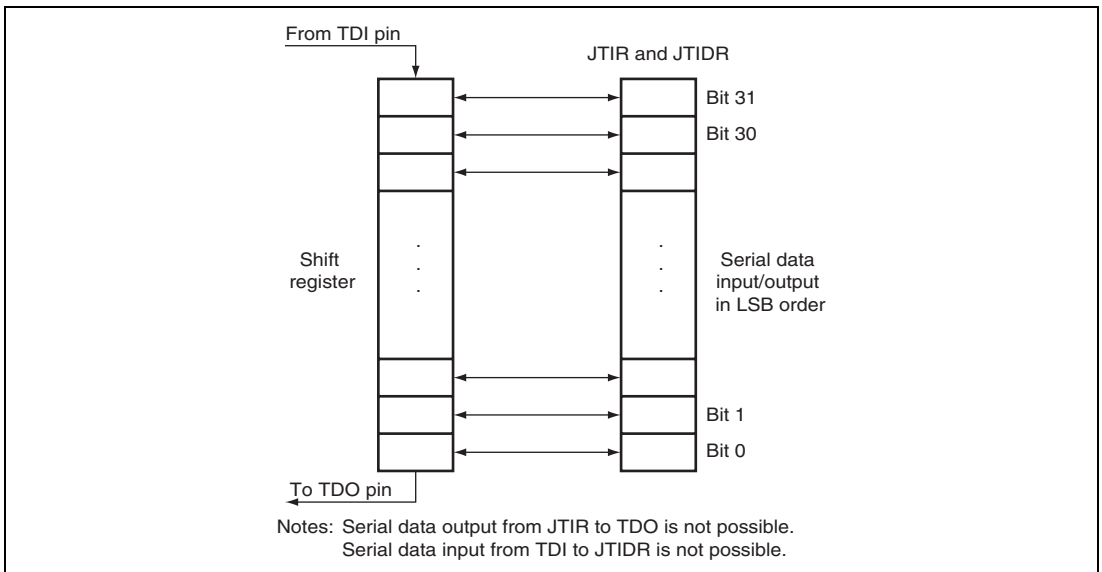 From TDI pin
JTIR and JTIDR
Bit 31
Bit 30
Shift
register
.
.
.
.
.
.
Serial data
input/output
in LSB order
Bit 1
Bit 0
To TDO pin
Notes: Serial data output from JTIR to TDO is not possible.
Serial data input from TDI to JTIDR is not possible.